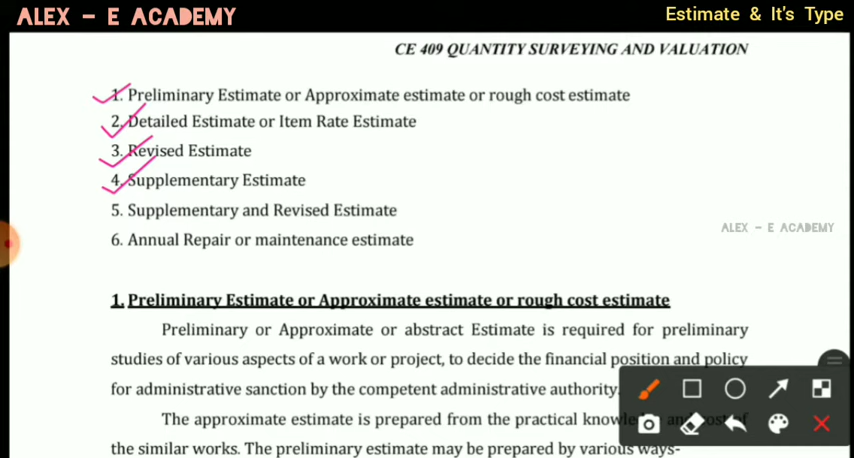 ALEX - E ACADEMY
Estimate & It's Type
CE 409 QUANTITY SURVEYING AND VALUATION
1. Preliminary Estimate or Approximate estimate or rough cost estimate
2. Detailed Estimate or Item Rate Estimate
3. Revised Estimate
4. Supplementary Estimate
5. Supplementary and Revised Estimate
ALEX - E ACADEMY
6. Annual Repair or maintenance estimate
1. Preliminary Estimate or Approximate estimate or rough cost estimate
Preliminary or Approximate or abstract Estimate is required for preliminary
studies of various aspects of a work or project, to decide the financial position and policy
for administrative sanction by the competent administrative authority.
The approximate estimate is prepared from the practical and of
the similar works. The preliminary estimate may be prepared by various ways-